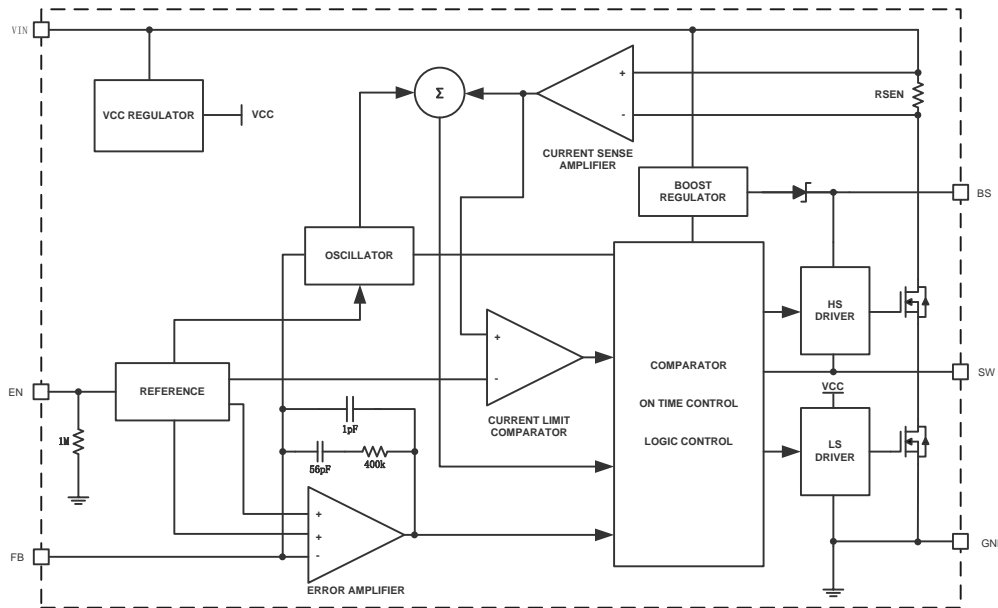 VIN
VCC REGULATOR
VCC
Σ
+
-
CURRENT SENSE
AMPLIFIER
RSEN
BOOST
REGULATOR
BS
OSCILLATOR
HS
DRIVER
+
-
CURRENT LIMIT
COMPARATOR
COMPARATOR
ON TIME CONTROL
LOGIC CONTROL
SW
EN
REFERENCE
1M
1pF
56pF
400k
VCC
LS
DRIVER
+
+
-
ERROR AMPLIFIER
FB